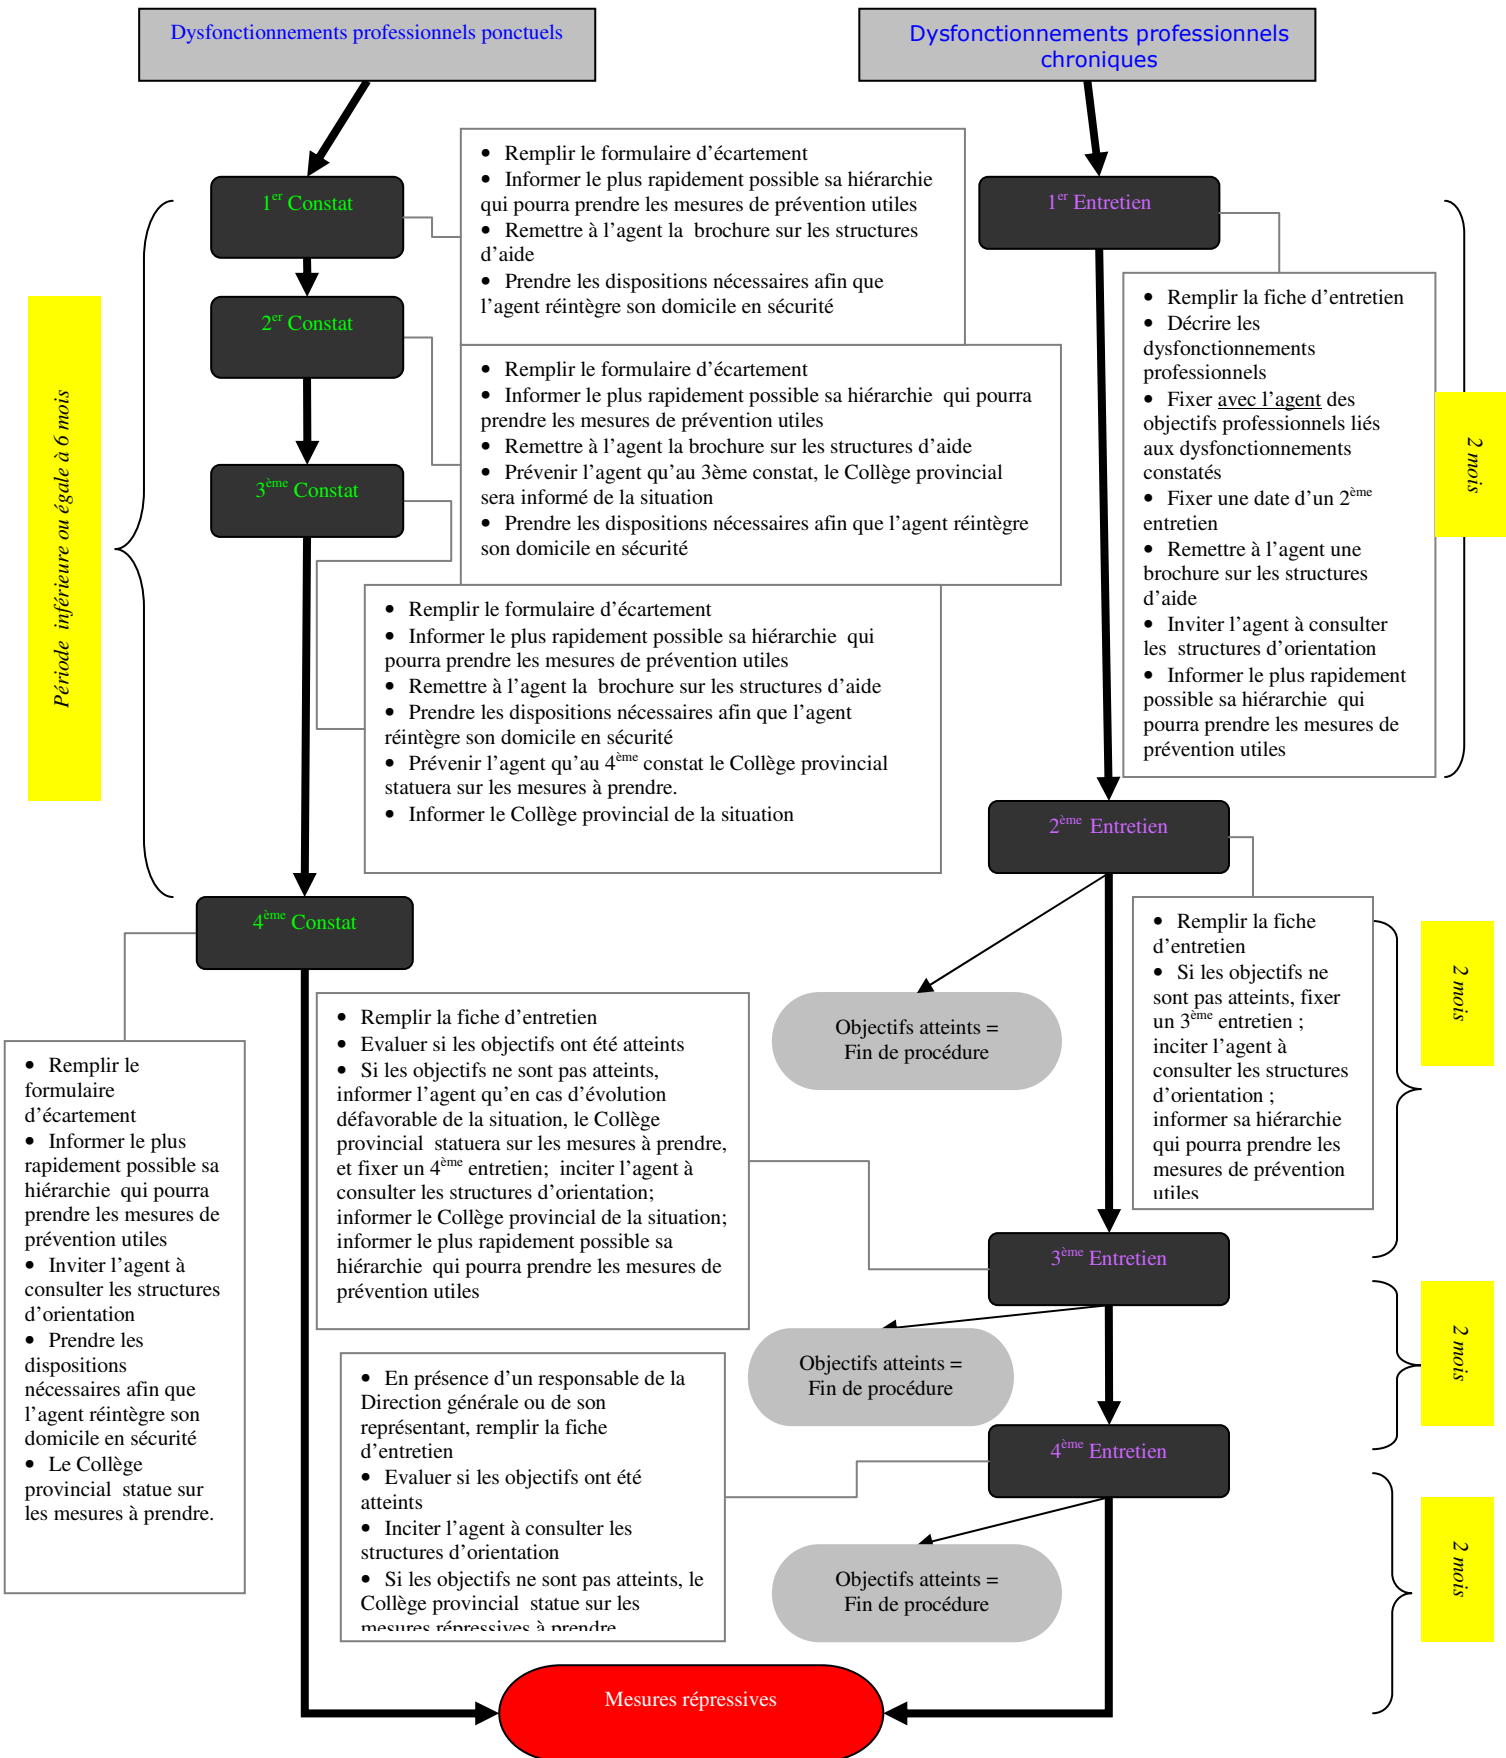 Dysfonctionnements professionnels ponctuels
Dysfonctionnements professionnels
chroniques
1er Constat
• Remplir le formulaire d’écartement
• Informer le plus rapidement possible sa hiérarchie
qui pourra prendre les mesures de prévention utiles
• Remettre à l’agent la brochure sur les structures
d’aide
• Prendre les dispositions nécessaires afin que
l’agent réintègre son domicile en sécurité
2er Constat
• Remplir le formulaire d’écartement
• Informer le plus rapidement possible sa hiérarchie qui pourra
prendre les mesures de prévention utiles
• Remettre à l’agent la brochure sur les structures d’aide
• Prévenir l’agent qu’au 3ème constat, le Collège provincial
sera informé de la situation
• Prendre les dispositions nécessaires afin que l’agent réintègre
son domicile en sécurité
3ème Constat
• Remplir le formulaire d’écartement
• Informer le plus rapidement possible sa hiérarchie qui
pourra prendre les mesures de prévention utiles
• Remettre à l’agent la brochure sur les structures d’aide
• Prendre les dispositions nécessaires afin que l’agent
réintègre son domicile en sécurité
• Prévenir l’agent qu’au 4ème constat le Collège provincial
statuera sur les mesures à prendre.
• Informer le Collège provincial de la situation
Période inférieure ou égale à 6 mois
4ème Constat
• Remplir le
formulaire
d’écartement
• Informer le plus
rapidement possible sa
hiérarchie qui pourra
prendre les mesures de
prévention utiles
• Inviter l’agent à
consulter les structures
d’orientation
• Prendre les
dispositions
nécessaires afin que
l’agent réintègre son
domicile en sécurité
• Le Collège
provincial statue sur
les mesures à prendre.
1er Entretien
• Remplir la fiche d’entretien
• Décrire les
dysfonctionnements
professionnels
• Fixer avec l’agent des
objectifs professionnels liés
aux dysfonctionnements
constatés
• Fixer une date d’un 2ème
entretien
• Remettre à l’agent une
brochure sur les structures
d’aide
• Inviter l’agent à consulter
les structures d’orientation
• Informer le plus rapidement
possible sa hiérarchie qui
pourra prendre les mesures de
prévention utiles
2 mois
2ème Entretien
• Remplir la fiche
d’entretien
• Si les objectifs ne
sont pas atteints, fixer
un 3ème entretien ;
inciter l’agent à
consulter les structures
d’orientation ;
informer sa hiérarchie
qui pourra prendre les
mesures de prévention
utiles
2 mois
Objectifs atteints =
Fin de procédure
3ème Entretien
• Remplir la fiche d’entretien
• Evaluer si les objectifs ont été atteints
• Si les objectifs ne sont pas atteints,
informer l’agent qu’en cas d’évolution
défavorable de la situation, le Collège
provincial statuera sur les mesures à prendre,
et fixer un 4ème entretien; inciter l’agent à
consulter les structures d’orientation;
informer le Collège provincial de la situation;
informer le plus rapidement possible sa
hiérarchie qui pourra prendre les mesures de
prévention utiles
2 mois
Objectifs atteints =
Fin de procédure
4ème Entretien
• En présence d’un responsable de la
Direction générale ou de son
représentant, remplir la fiche
d’entretien
• Evaluer si les objectifs ont été
atteints
• Inciter l’agent à consulter les
structures d’orientation
• Si les objectifs ne sont pas atteints, le
Collège provincial statue sur les
mesures répressives à prendre
2 mois
Objectifs atteints =
Fin de procédure
Mesures répressives